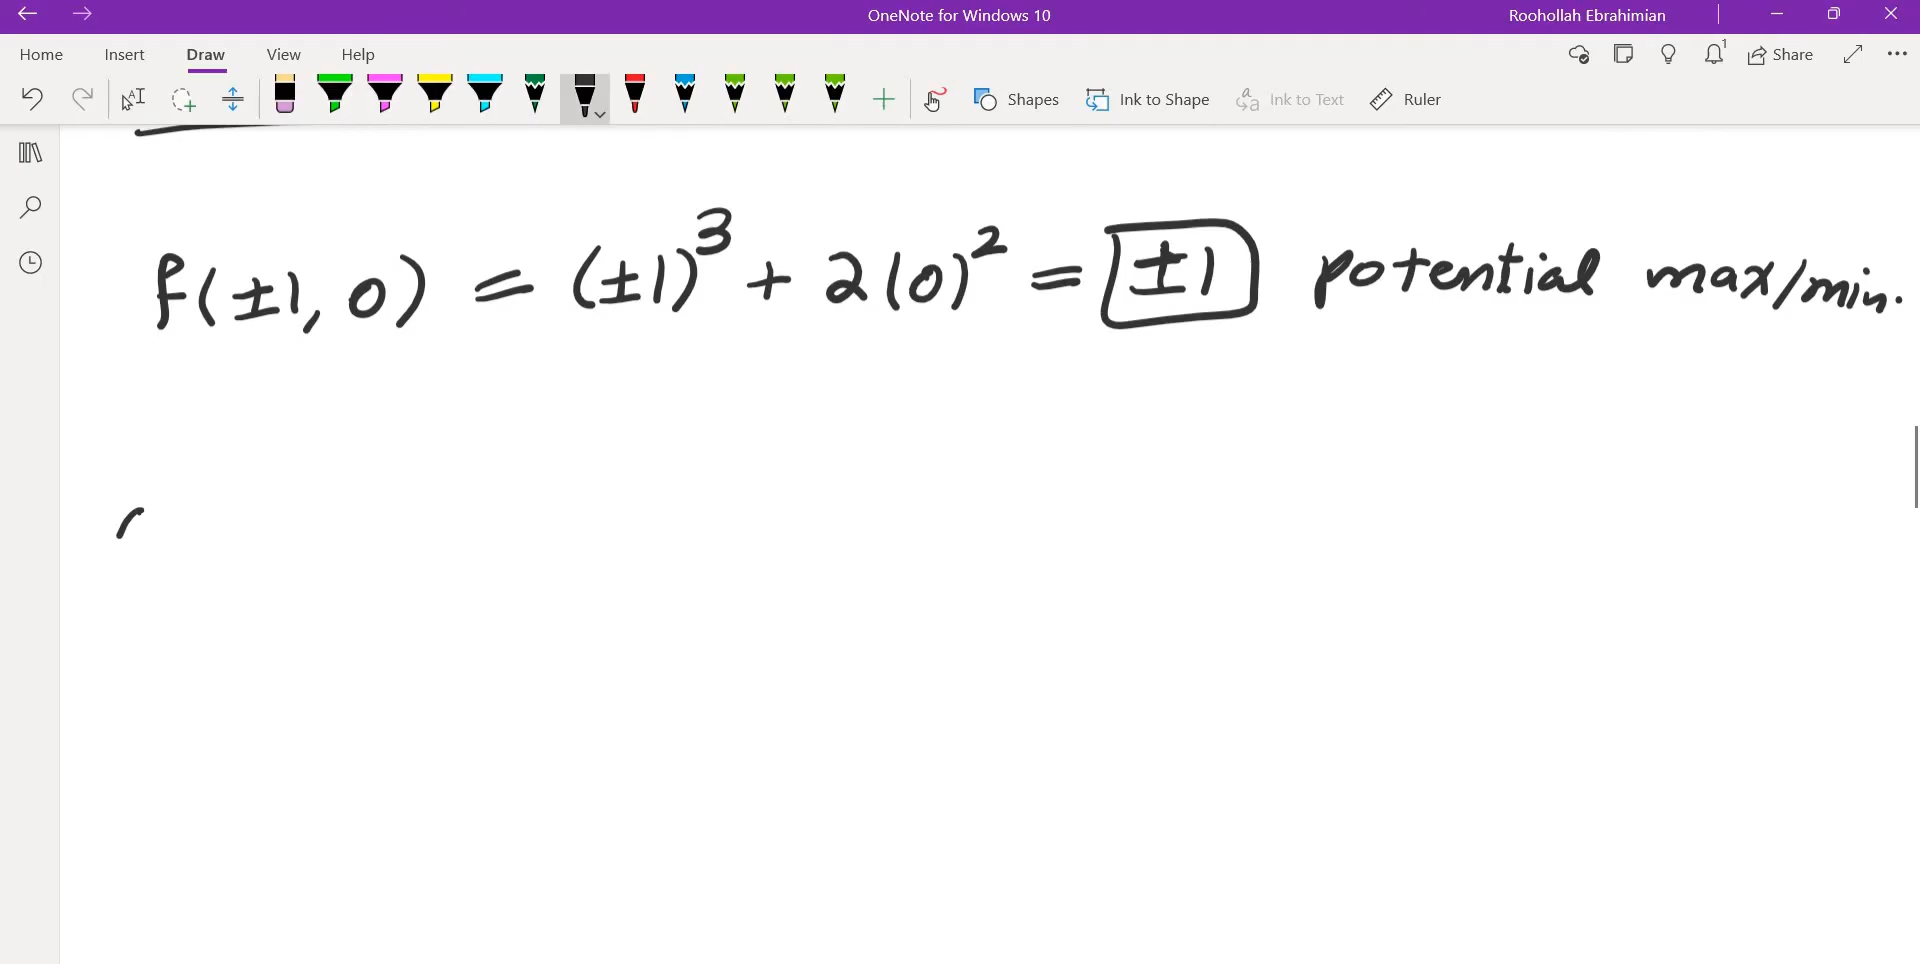 OneNote for Windows 10
Roohollah Ebrahimian
Home Insert Draw View Help
1
Share
Shapes
Ink to Shape
Ink to Text
Ruler
f(±1, 0) = (±1)³ + 2(0)² = ±1 potential max/min.